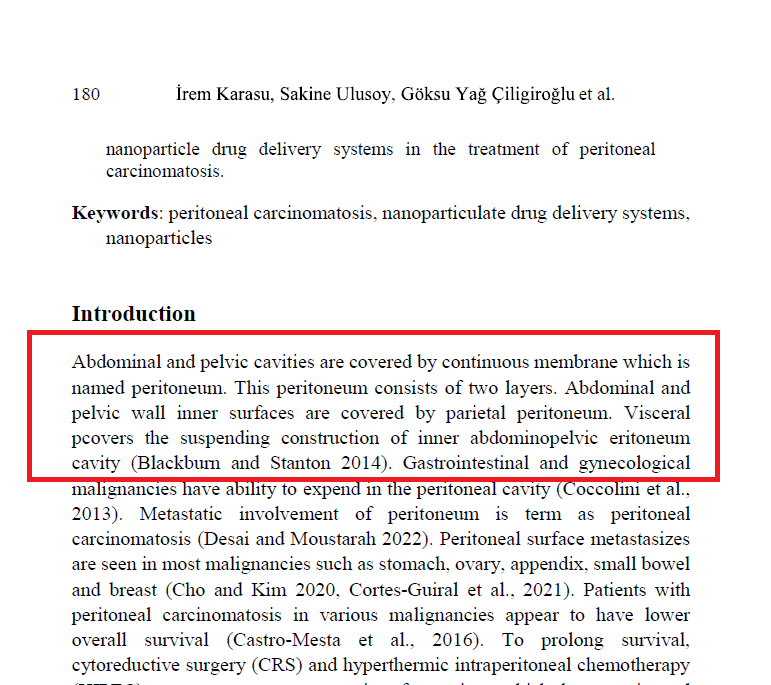 180 İrem Karasu, Sakine Ulusoy, Göksu Yağ Çiligiroğlu et al.
nanoparticle drug delivery systems in the treatment of peritoneal
carcinomatosis.
Keywords: peritoneal carcinomatosis, nanoparticulate drug delivery systems,
nanoparticles
Introduction
Abdominal and pelvic cavities are covered by continuous membrane which is
named peritoneum. This peritoneum consists of two layers. Abdominal and
pelvic wall inner surfaces are covered by parietal peritoneum. Visceral
pcovers the suspending construction of inner abdominopelvic eritoneum
cavity (Blackburn and Stanton 2014). Gastrointestinal and gynecological
malignancies have ability to expend in the peritoneal cavity (Coccolini et al.,
2013). Metastatic involvement of peritoneum is term as peritoneal
carcinomatosis (Desai and Moustarah 2022). Peritoneal surface metastasizes
are seen in most malignancies such as stomach, ovary, appendix, small bowel
and breast (Cho and Kim 2020, Cortes-Guiral et al., 2021). Patients with
peritoneal carcinomatosis in various malignancies appear to have lower
overall survival (Castro-Mesta et al., 2016). To prolong survival,
cytoreductive surgery (CRS) and hyperthermic intraperitoneal chemotherapy